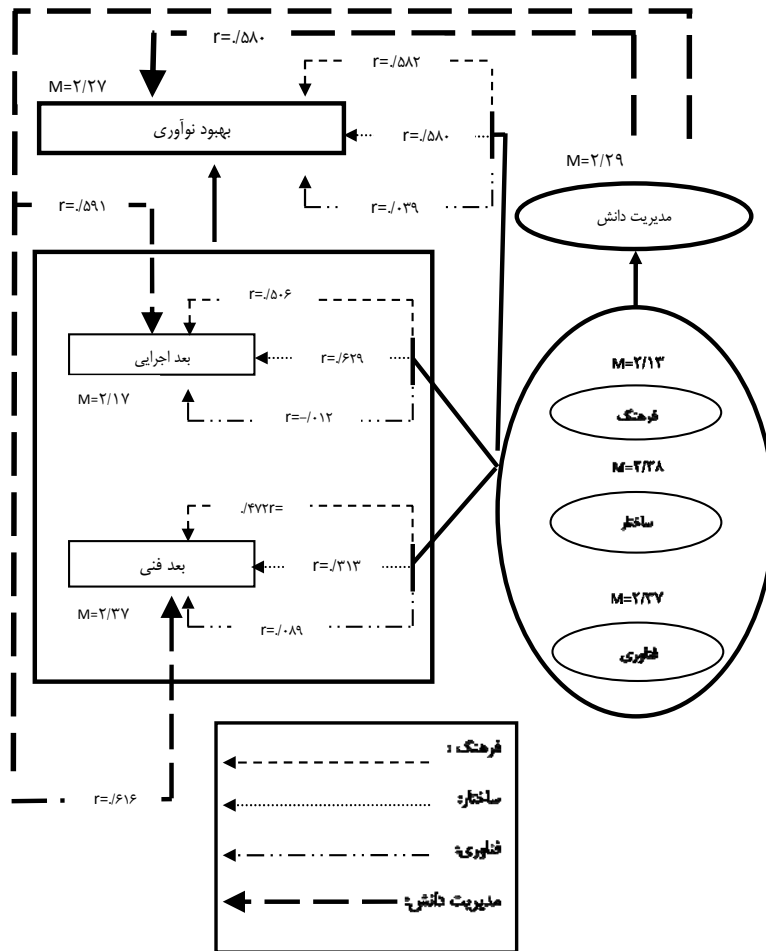 r=./۵۸۰
r=./۵۸۲
M=۲/۲۷
بهبود نوآوری
r=./۵۸۰
M=۲/۲۹
r=./۰۳۹
r=./۵۹۱
مدیریت دانش
r=./۵۰۶
بعد اجرایی
r=./۶۲۹
M=۲/۱۳
M=۲/۱۷
r=-/۰۱۲
فرهنگ
M=۲/۳۸
./۴۷۲r=
ساختار
بعد فنی
r=./۳۱۳
M=۲/۳۷
M=۲/۳۷
r=./۰۸۹
فناوری
فرهنگ :
r=./۶۱۶
ساختار:
فناوری:
مدیریت دانش: